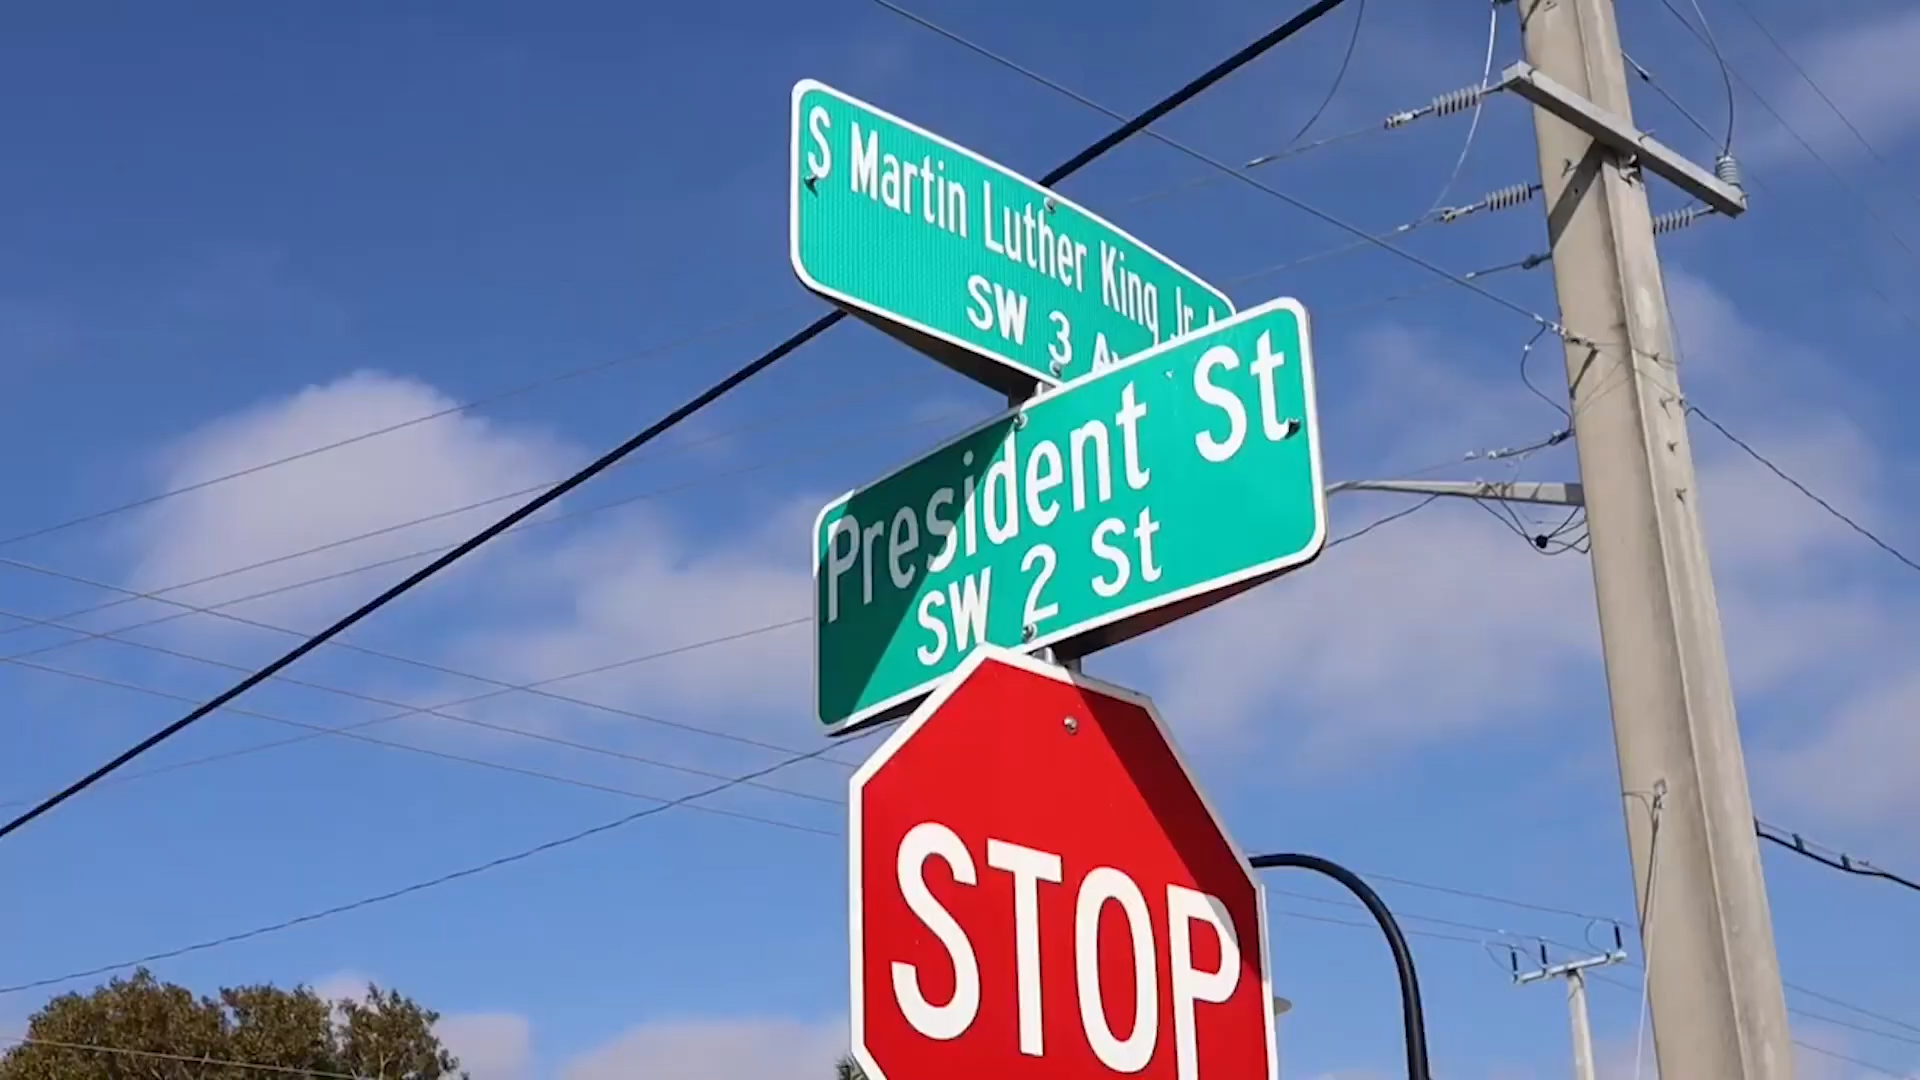 S Martin Luther King Jr
SW 3
President St
SW 2 St
STOP